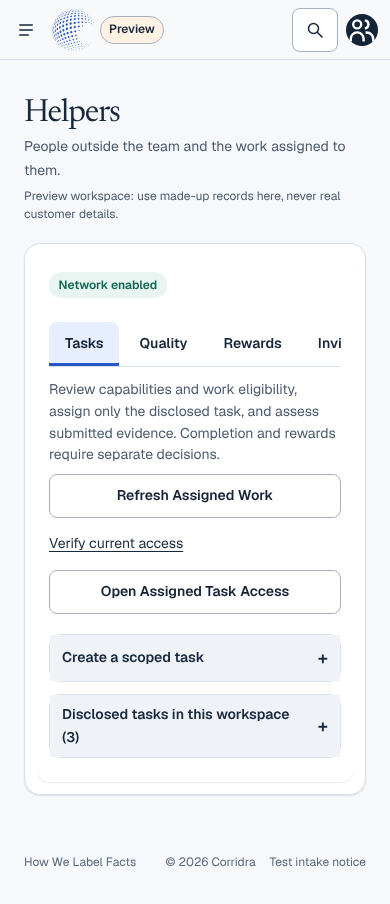 Preview
Helpers
People outside the team and the work assigned to
them.
Preview workspace: use made-up records here, never real
customer details.
Network enabled
Tasks Quality Rewards Invi
Review capabilities and work eligibility,
assign only the disclosed task, and assess
submitted evidence. Completion and rewards
require separate decisions.
Refresh Assigned Work
Verify current access
Open Assigned Task Access
Create a scoped task +
Disclosed tasks in this workspace
(3) +
How We Label Facts © 2026 Corridra Test intake notice